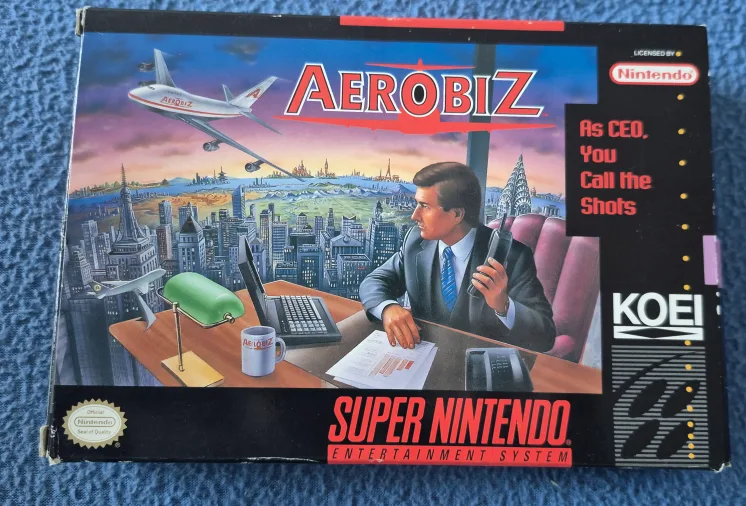 LICENSED BY
Nintendo
AEROBIZ
As CEO,
You
Call the
Shots
AEROBIZ
A
AEROBIZ
KOEI
Official
Nintendo
Seal of Quality
SUPER NINTENDO
ENTERTAINMENT SYSTEM